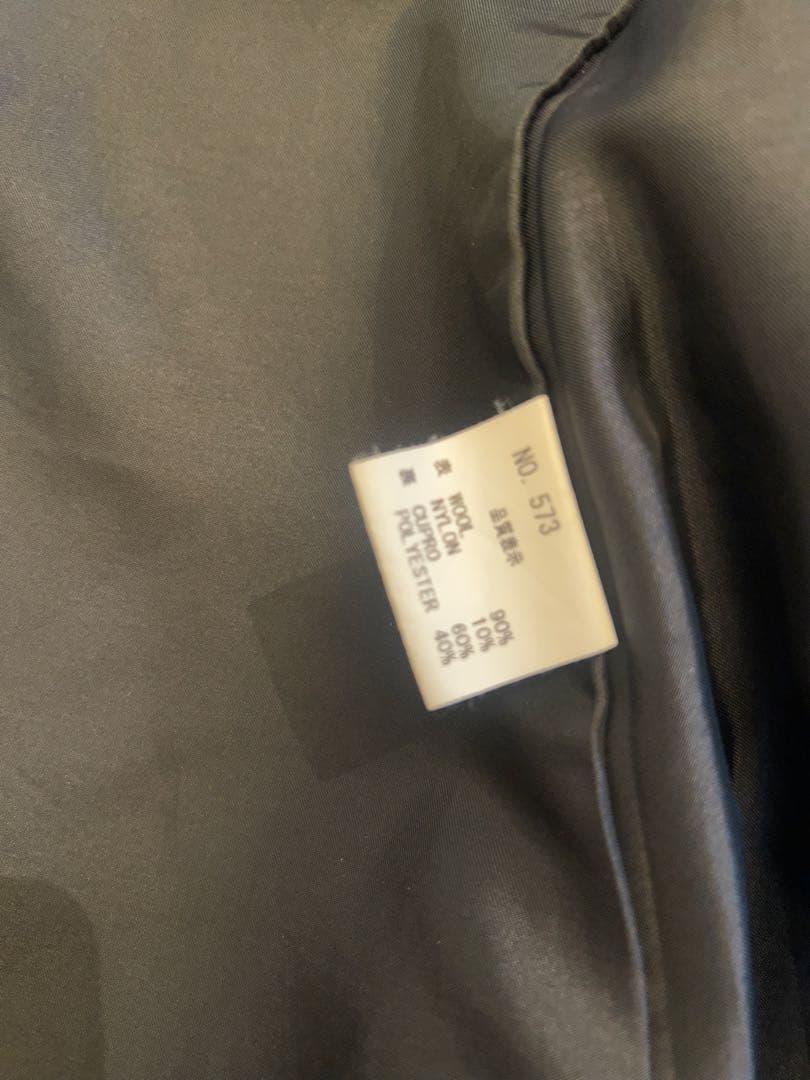 NO. 573
品質表示
表 WOOL 90%
NYLON 10%
裏 CUPRO 60%
POLYESTER 40%